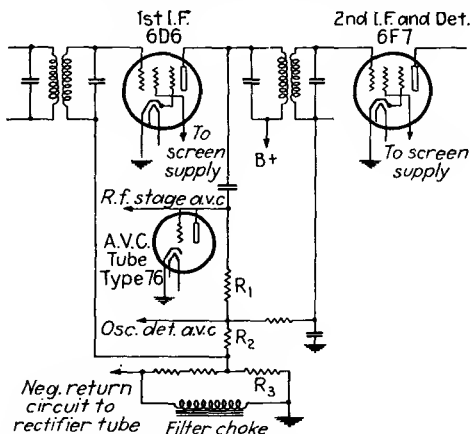 1st I.F.
6D6
2nd I.F. and Det.
6F7
To
screen
supply
B+
To
screen
supply
R.f. stage a.v.c
A.V.C.
Tube
Type 76
R1
Osc. det. a.v.c
R2
R3
Neg. return
circuit to
rectifier tube
Filter choke